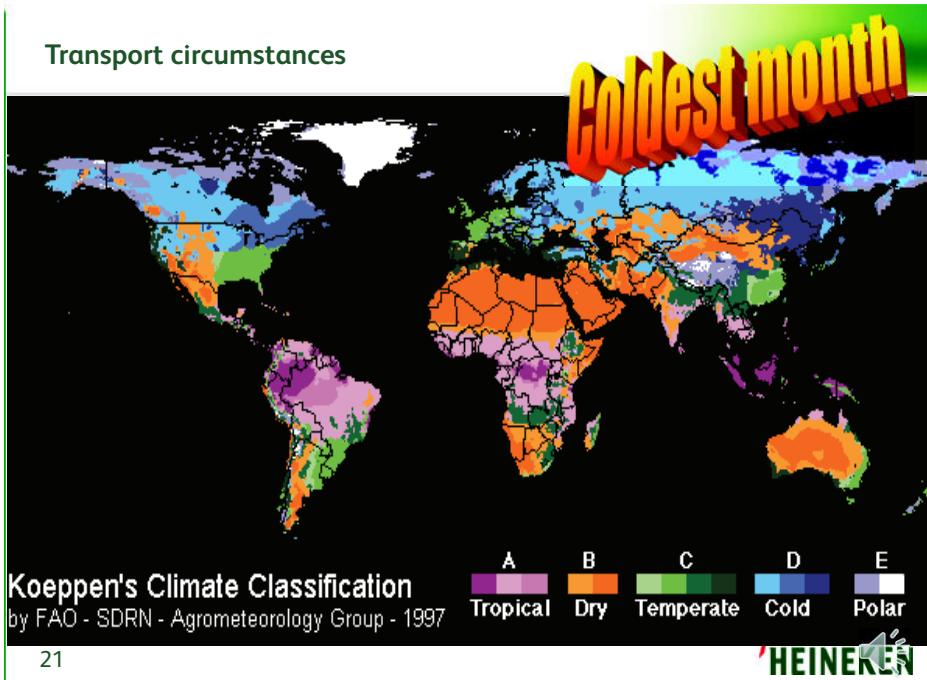 Transport circumstances
Coldest month
A B C D E
Koeppen's Climate Classification
Tropical Dry Temperate Cold Polar
by FAO - SDRN - Agrometeorology Group - 1997
21
HEINEKEN